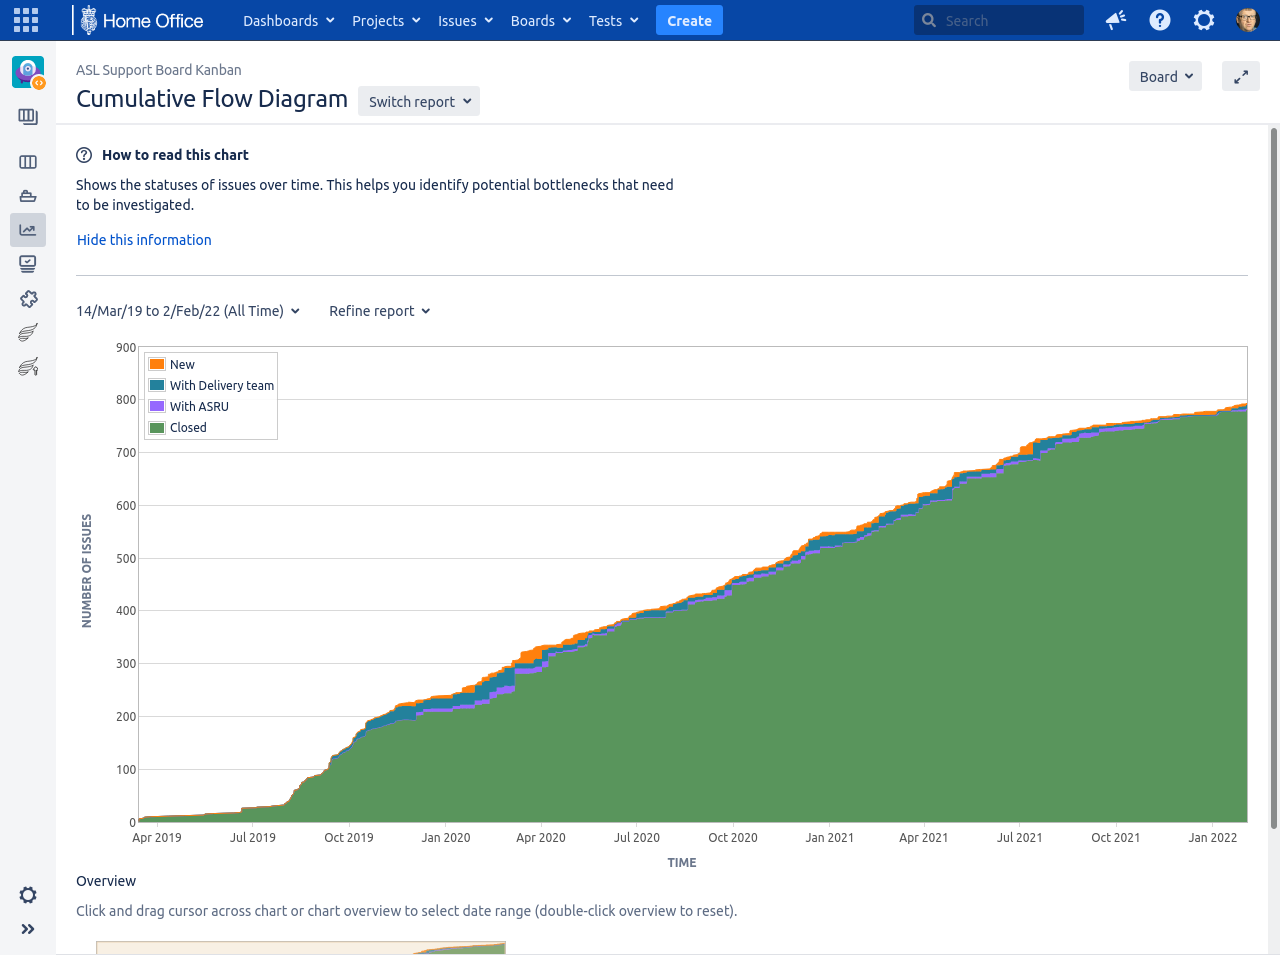 Home Office
Dashboards Projects Issues Boards Tests Create Search
ASL Support Board Kanban
Cumulative Flow Diagram Switch report Board
How to read this chart
Shows the statuses of issues over time. This helps you identify potential bottlenecks that need
to be investigated.
Hide this information
14/Mar/19 to 2/Feb/22 (All Time) Refine report
New
With Delivery team
With ASRU
Closed
900
800
700
600
500
400
300
200
100
0
NUMBER OF ISSUES
Apr 2019 Jul 2019 Oct 2019 Jan 2020 Apr 2020 Jul 2020 Oct 2020 Jan 2021 Apr 2021 Jul 2021 Oct 2021 Jan 2022
TIME
Overview
Click and drag cursor across chart or chart overview to select date range (double-click overview to reset).